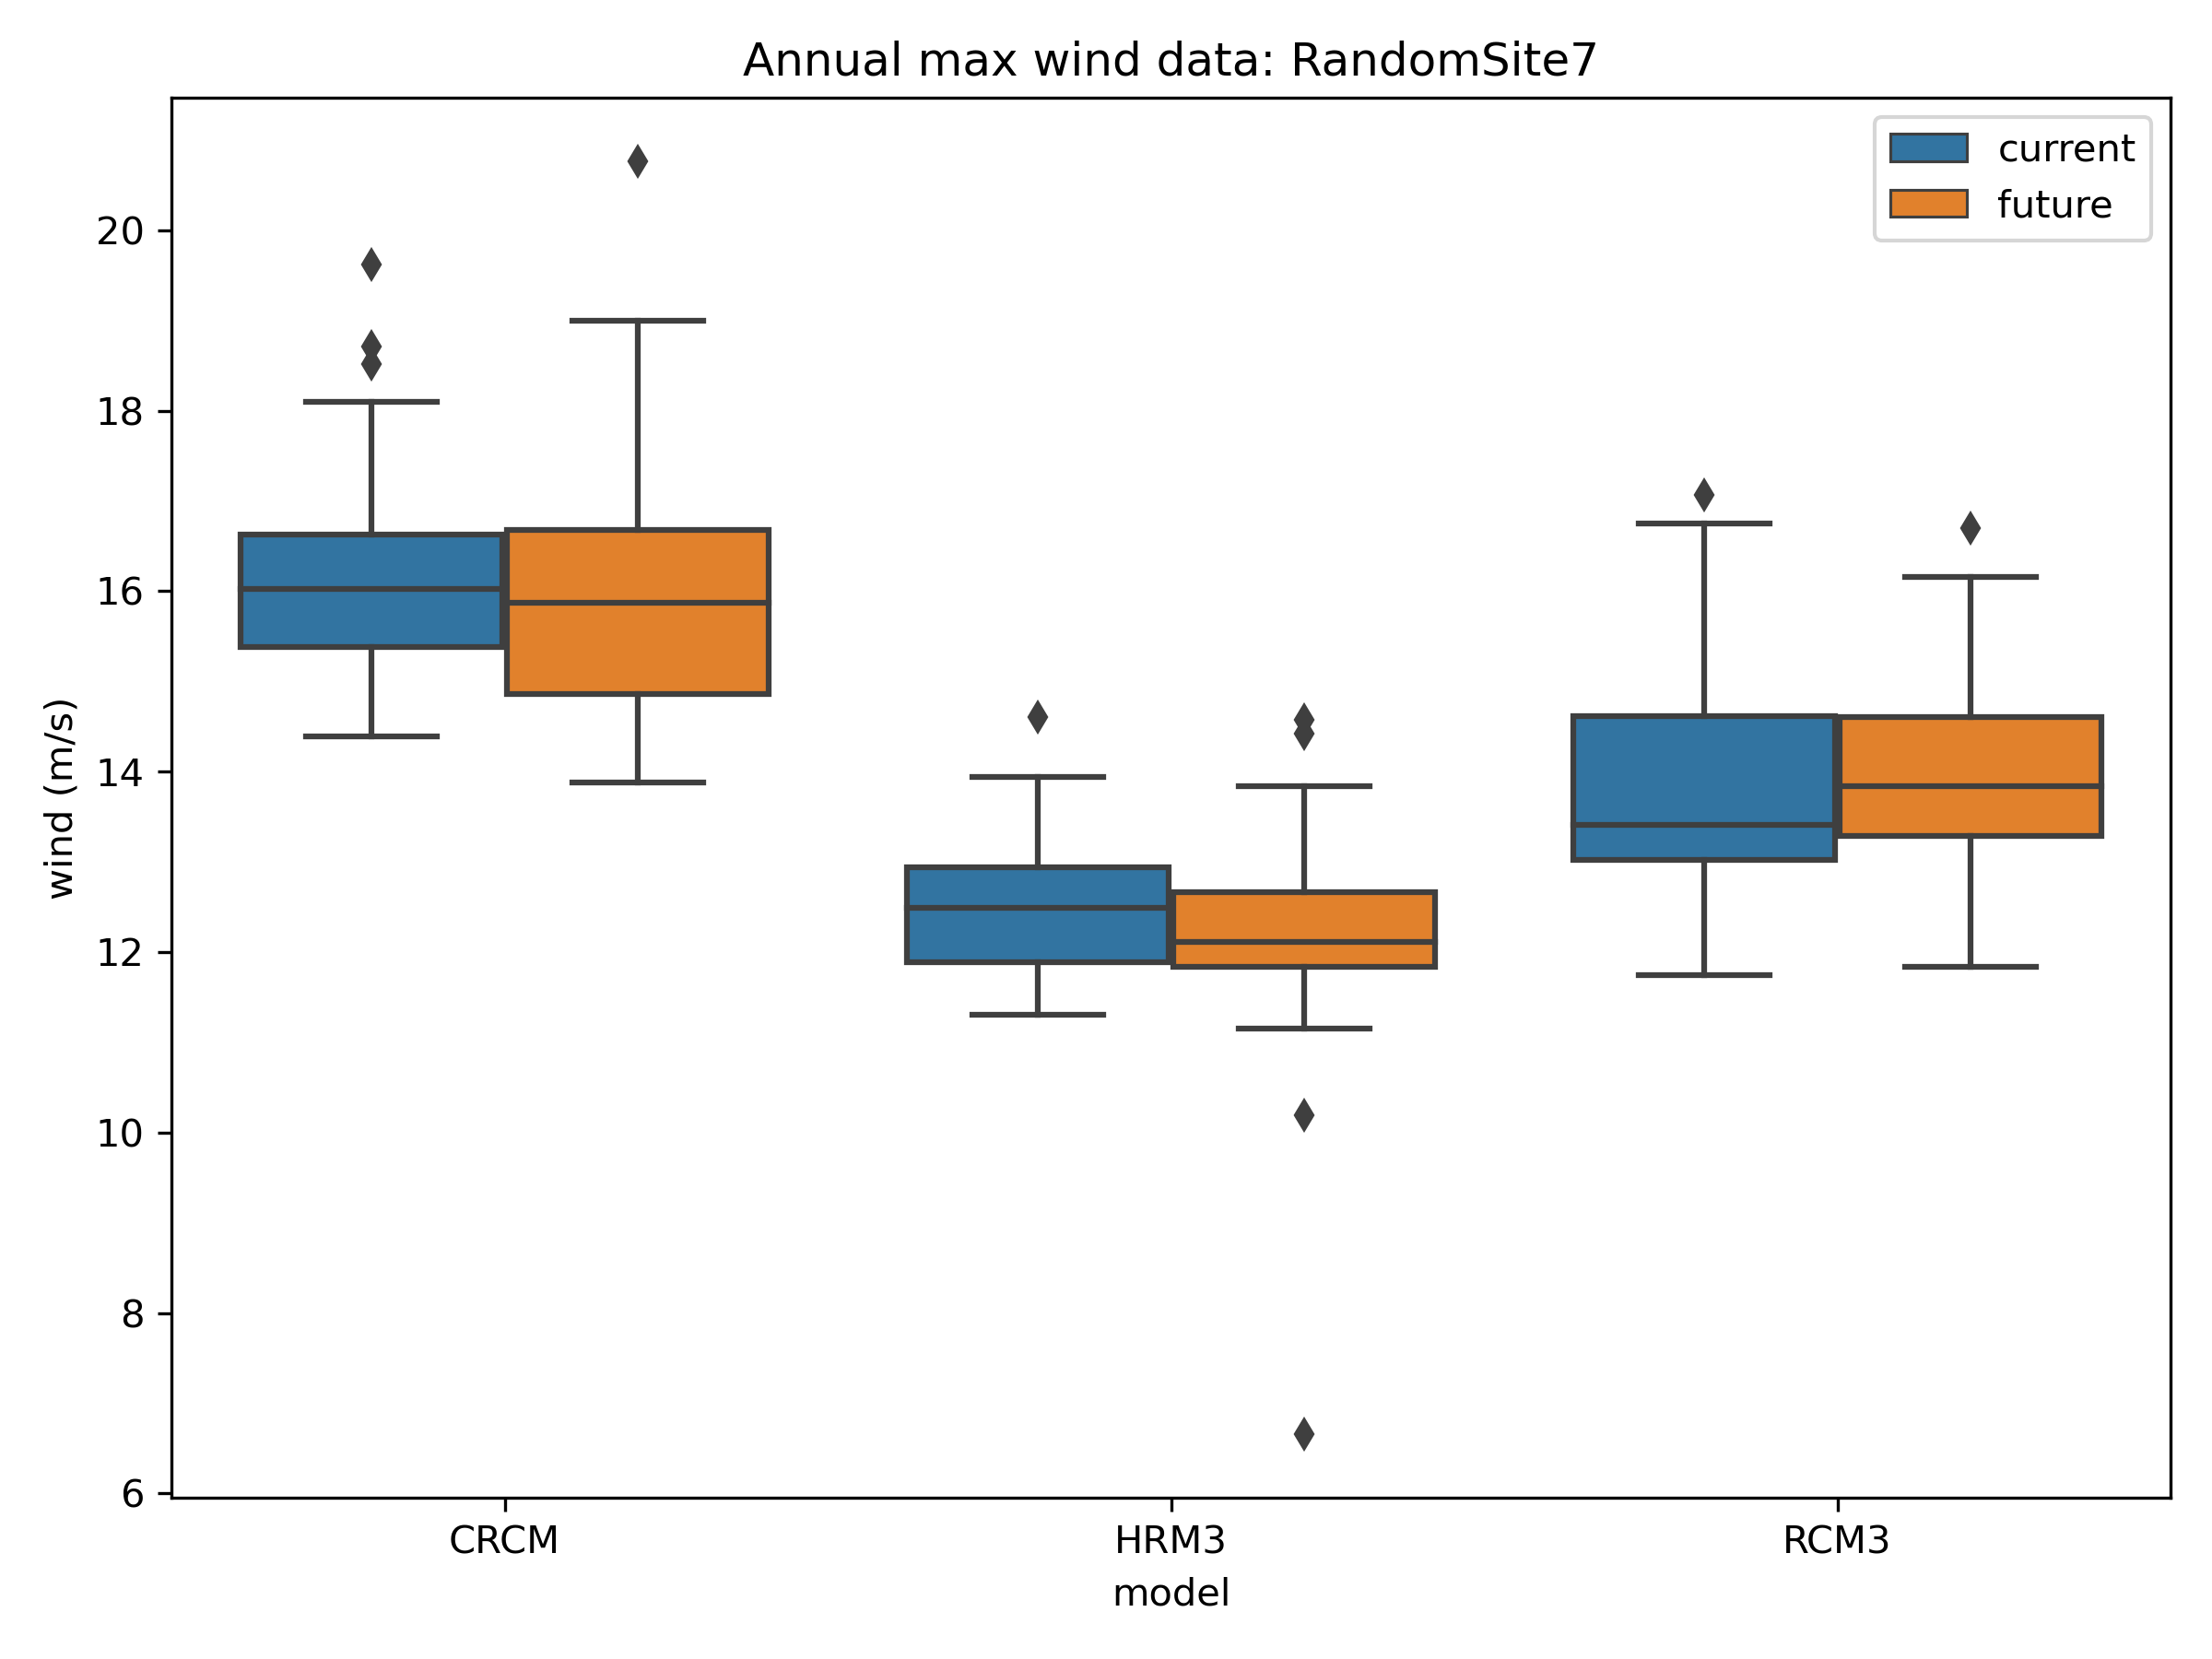 Annual max wind data: RandomSite7
current
future
wind (m/s)
20
18
16
14
12
10
8
6
CRCM
HRM3
RCM3
model